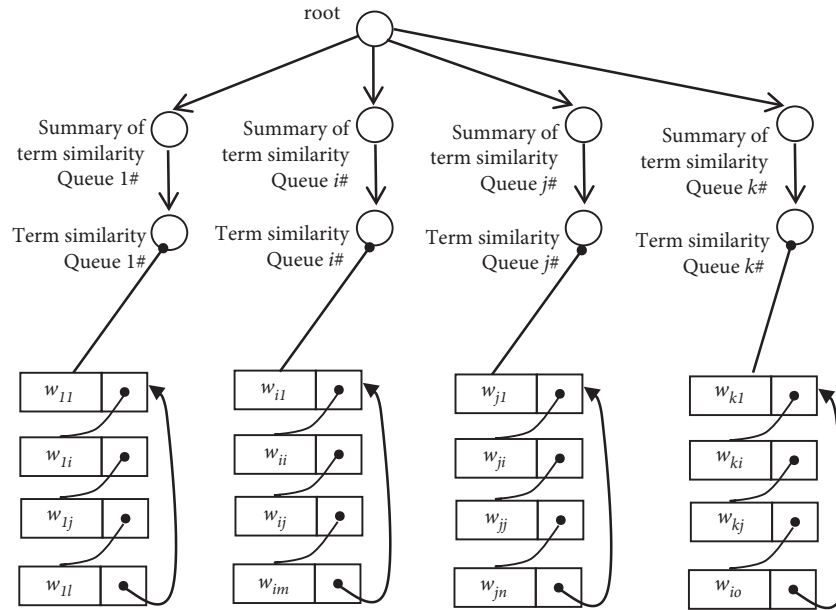 root
Summary of
term similarity
Queue 1#
Summary of
term similarity
Queue i#
Summary of
term similarity
Queue j#
Summary of
term similarity
Queue k#
Term similarity
Queue 1#
Term similarity
Queue i#
Term similarity
Queue j#
Term similarity
Queue k#
w11
w1i
w1j
w1l
wi1
wii
wij
wim
wj1
wji
wjj
wjn
wk1
wki
wkj
wio